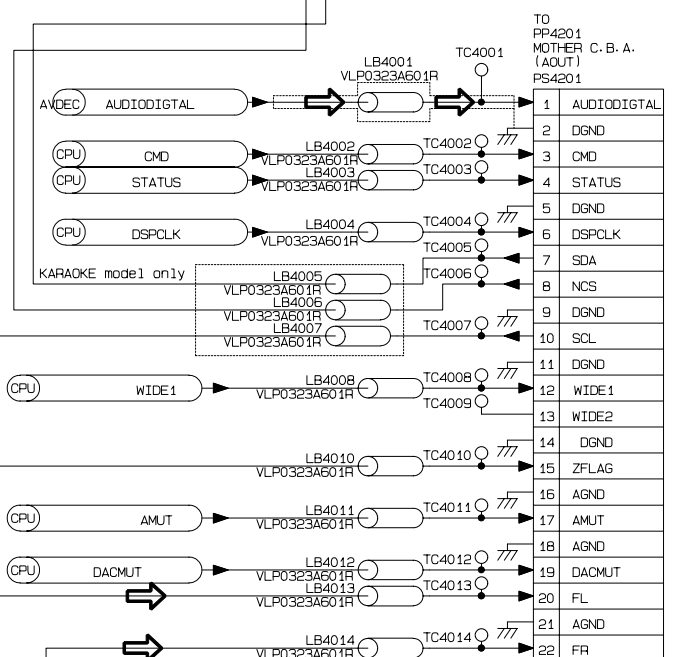 TO
PP4201
MOTHER C.B.A.
(AOUT)
PS4201
TC4001
LB4001
VLP0323A601R
AVDEC AUDIODIGTAL 1 AUDIODIGTAL
2 DGND
CPU CMD LB4002 TC4002 3 CMD
VLP0323A601R
CPU STATUS LB4003 TC4003 4 STATUS
VLP0323A601R
5 DGND
CPU DSPCLK LB4004 TC4004 6 DSPCLK
VLP0323A601R
TC4005 7 SDA
KARAOKE model only LB4005 TC4006 8 NCS
VLP0323A601R
LB4006 9 DGND
VLP0323A601R
LB4007 TC4007 10 SCL
VLP0323A601R
11 DGND
CPU WIDE1 LB4008 TC4008 12 WIDE1
VLP0323A601R
TC4009 13 WIDE2
14 DGND
LB4010 TC4010 15 ZFLAG
VLP0323A601R
16 AGND
CPU AMUT LB4011 TC4011 17 AMUT
VLP0323A601R
18 AGND
CPU DACMUT LB4012 TC4012 19 DACMUT
VLP0323A601R
LB4013 TC4013 20 FL
VLP0323A601R
21 AGND
LB4014 TC4014 22 FR
VLP0323A601R